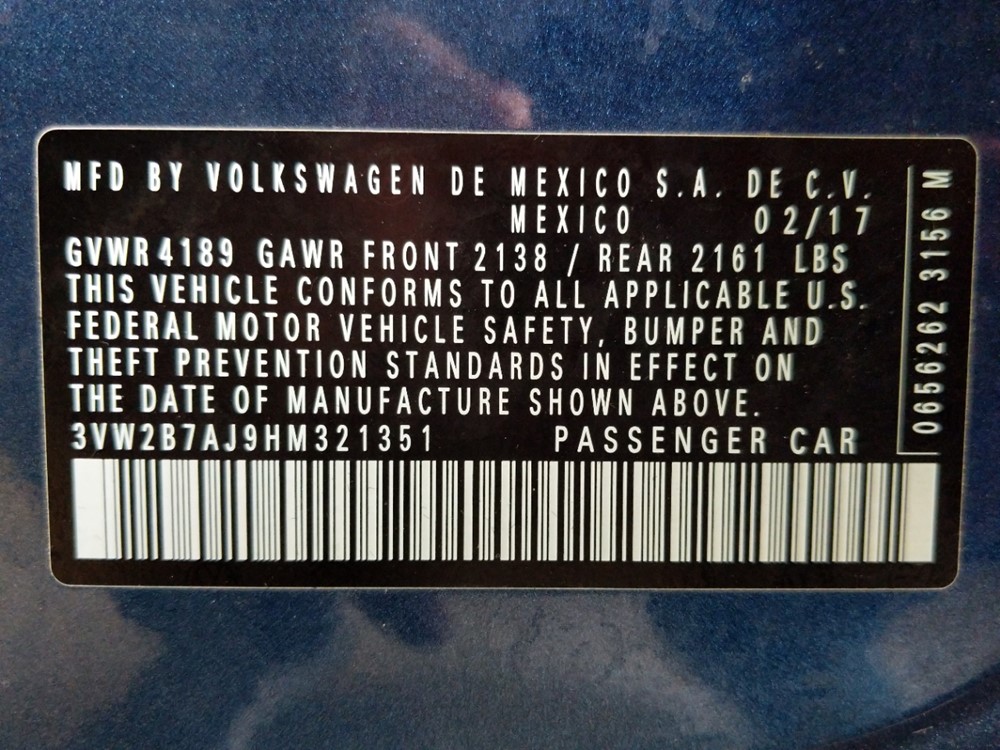 MFD BY VOLKSWAGEN DE MEXICO S.A. DE C.V.
MEXICO 02/17
GVWR 4189 GAWR FRONT 2138 / REAR 2161 LBS
THIS VEHICLE CONFORMS TO ALL APPLICABLE U.S.
FEDERAL MOTOR VEHICLE SAFETY, BUMPER AND
THEFT PREVENTION STANDARDS IN EFFECT ON
THE DATE OF MANUFACTURE SHOWN ABOVE.
3VW2B7AJ9HM321351 PASSENGER CAR
0656262 3156 M